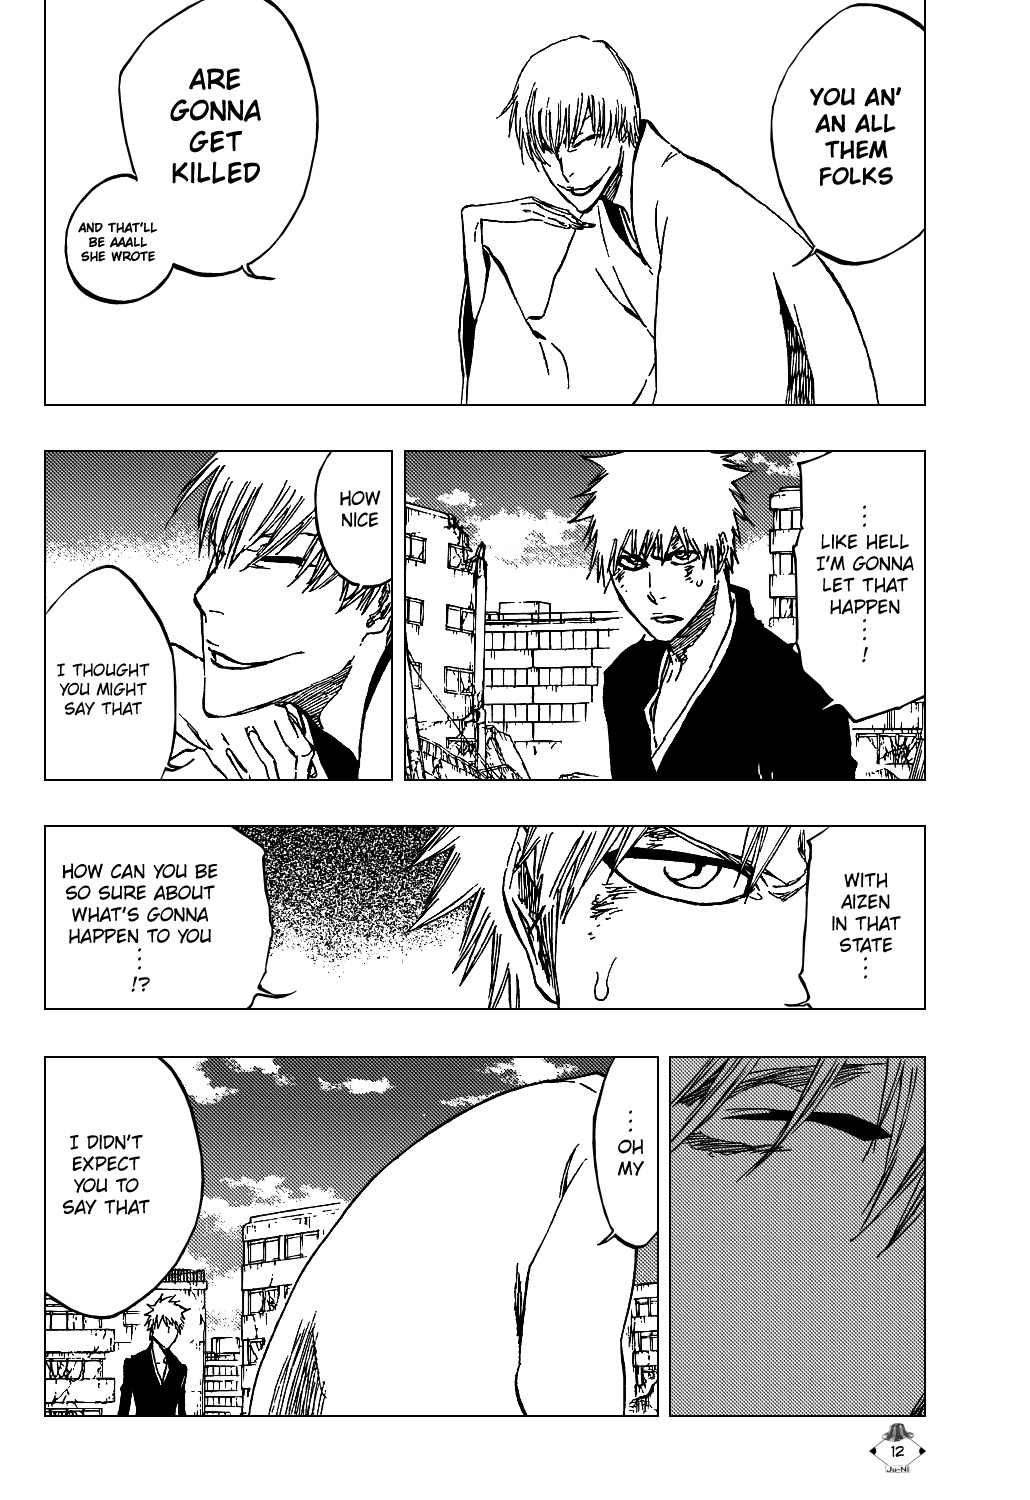 YOU AN'
AN ALL
THEM
FOLKS
ARE
GONNA
GET
KILLED
AND THAT'LL
BE AAALL
SHE WROTE
...
LIKE HELL
I'M GONNA
LET THAT
HAPPEN
...!
HOW
NICE
I THOUGHT
YOU MIGHT
SAY THAT
WITH
AIZEN
IN THAT
STATE
...
HOW CAN YOU BE
SO SURE ABOUT
WHAT'S GONNA
HAPPEN TO YOU
...
!?
...
OH
MY
I DIDN'T
EXPECT
YOU TO
SAY THAT
12
Ju-Ni